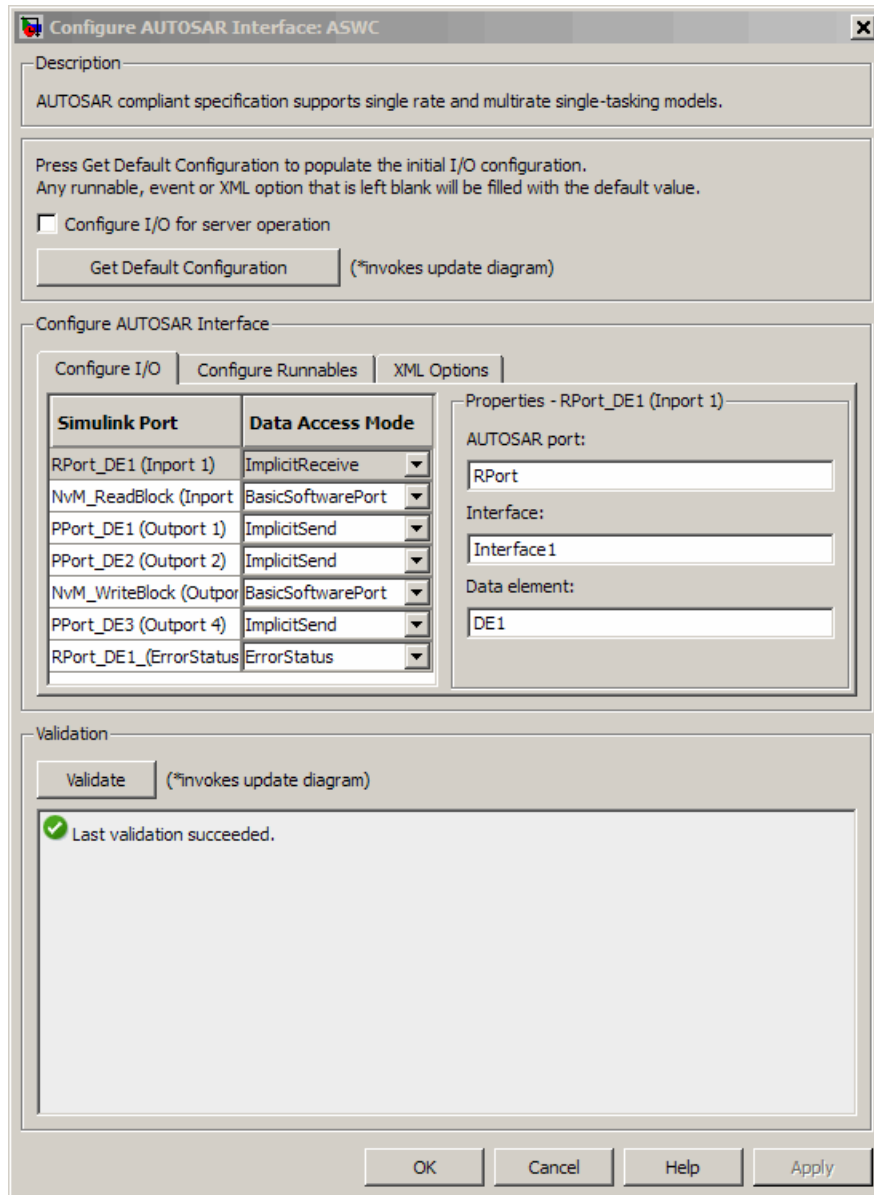 Configure AUTOSAR Interface: ASWC
Description
AUTOSAR compliant specification supports single rate and multirate single-tasking models.
Press Get Default Configuration to populate the initial I/O configuration.
Any runnable, event or XML option that is left blank will be filled with the default value.
Configure I/O for server operation
Get Default Configuration (*invokes update diagram)
Configure AUTOSAR Interface
Configure I/O Configure Runnables XML Options
Simulink Port Data Access Mode
RPort_DE1 (Inport 1) ImplicitReceive
NvM_ReadBlock (Inport BasicSoftwarePort
PPort_DE1 (Outport 1) ImplicitSend
PPort_DE2 (Outport 2) ImplicitSend
NvM_WriteBlock (Outpor BasicSoftwarePort
PPort_DE3 (Outport 4) ImplicitSend
RPort_DE1_(ErrorStatus ErrorStatus
Properties - RPort_DE1 (Inport 1)
AUTOSAR port:
RPort
Interface:
Interface1
Data element:
DE1
Validation
Validate (*invokes update diagram)
Last validation succeeded.
OK Cancel Help Apply